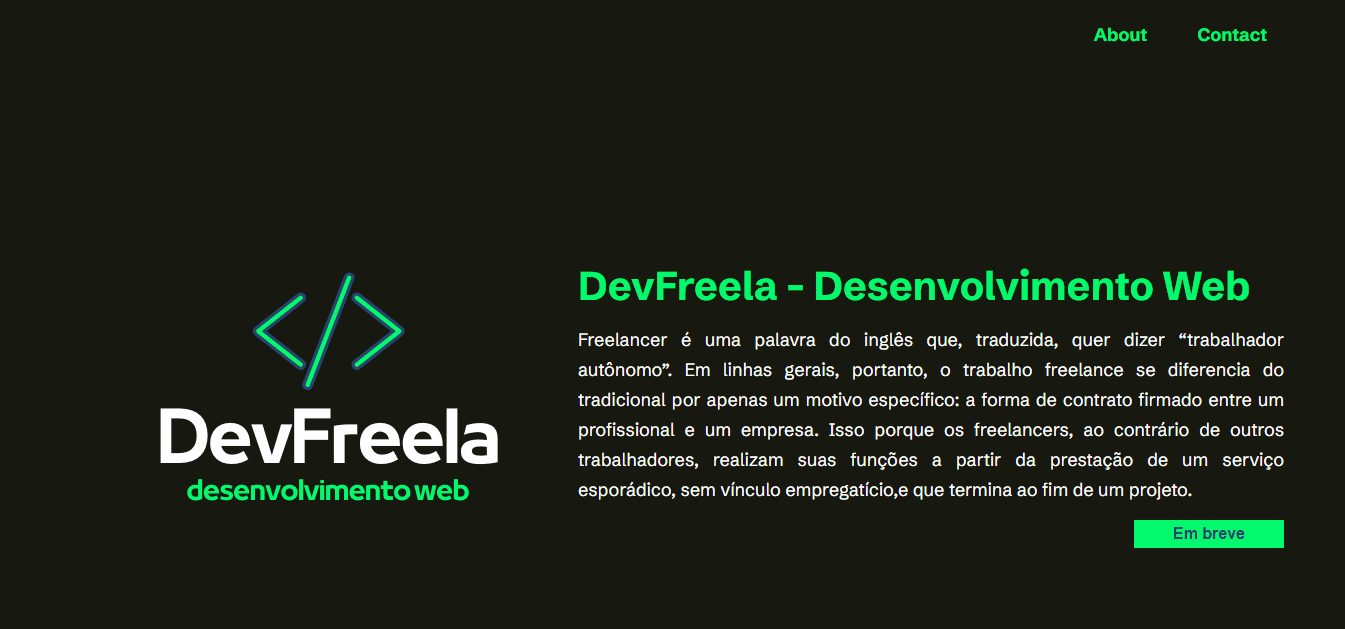 About Contact
DevFreela
desenvolvimento web
DevFreela - Desenvolvimento Web
Freelancer é uma palavra do inglês que, traduzida, quer dizer “trabalhador
autônomo”. Em linhas gerais, portanto, o trabalho freelance se diferencia do
tradicional por apenas um motivo específico: a forma de contrato firmado entre um
profissional e um empresa. Isso porque os freelancers, ao contrário de outros
trabalhadores, realizam suas funções a partir da prestação de um serviço
esporádico, sem vínculo empregatício,e que termina ao fim de um projeto.
Em breve